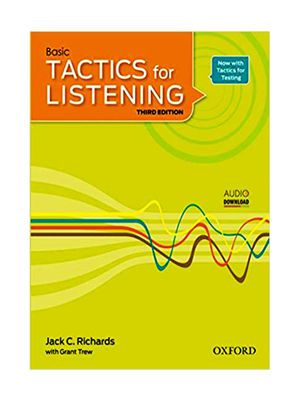 Basic
TACTICS for
LISTENING
THIRD EDITION
Now with
Tactics for
Testing
AUDIO
DOWNLOAD
Jack C. Richards
with Grant Trew
OXFORD